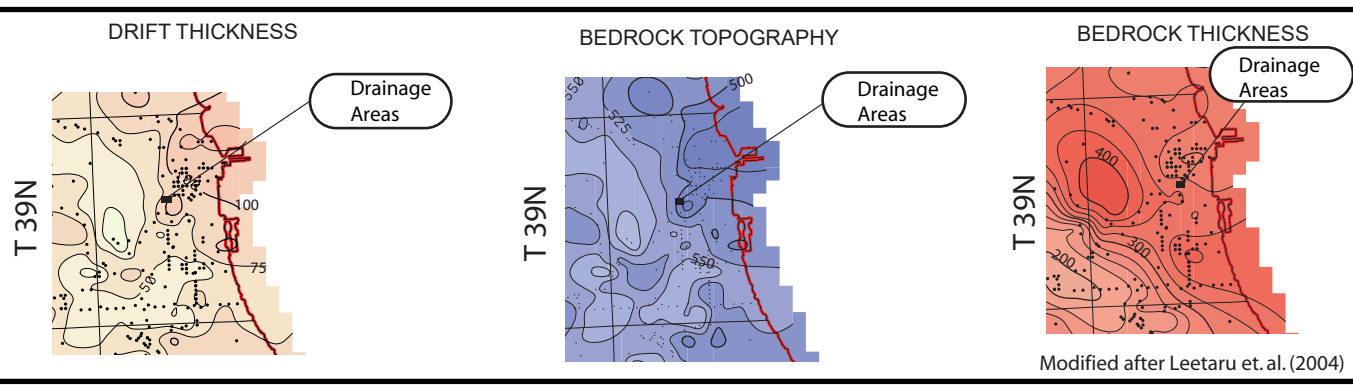 DRIFT THICKNESS
Drainage
Areas
T 39N
100
75
50
BEDROCK TOPOGRAPHY
Drainage
Areas
T 39N
550
500
525
550
BEDROCK THICKNESS
Drainage
Areas
T 39N
400
300
200
Modified after Leetaru et. al. (2004)